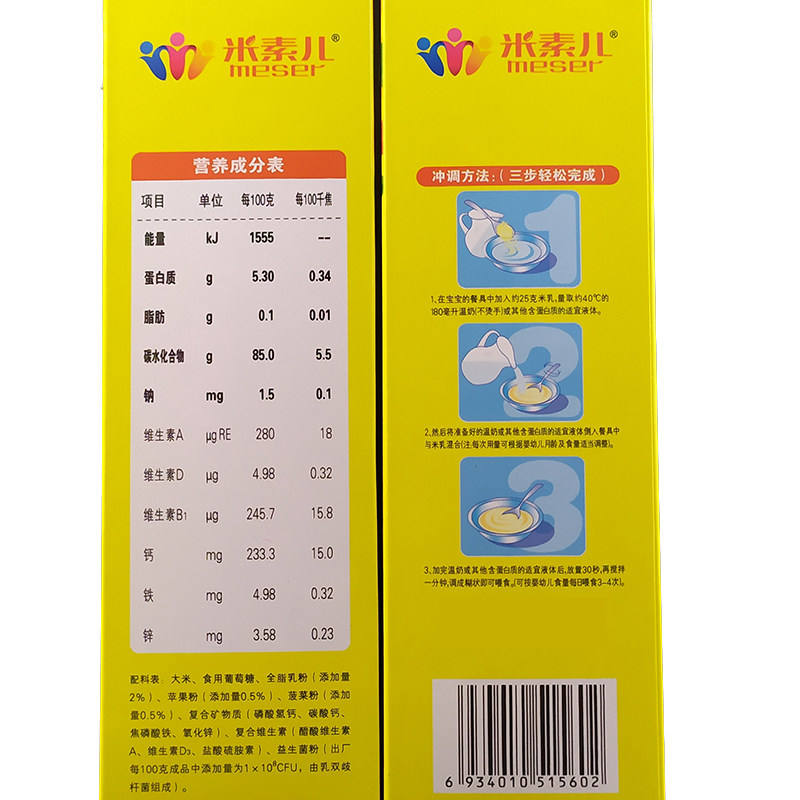 米素儿®
meser
营养成分表
项目 单位 每100克 每100千焦
能量 kJ 1555 --
蛋白质 g 5.30 0.34
脂肪 g 0.1 0.01
碳水化合物 g 85.0 5.5
钠 mg 1.5 0.1
维生素A μgRE 280 18
维生素D μg 4.98 0.32
维生素B1 μg 245.7 15.8
钙 mg 233.3 15.0
铁 mg 4.98 0.32
锌 mg 3.58 0.23
配料表：大米、食用葡萄糖、全脂乳粉（添加量
2%）、苹果粉（添加量0.5%）、菠菜粉（添加
量0.5%）、复合矿物质（磷酸氢钙、碳酸钙、
焦磷酸铁、氧化锌）、复合维生素（醋酸维生素
A、维生素D3、盐酸硫胺素）、益生菌粉（出厂
每100克成品中添加量为1×10⁸CFU，由乳双歧
杆菌组成）。
米素儿®
meser
冲调方法：（三步轻松完成）
1
1、在宝宝的餐具中加入约25克米乳,量取约40℃的
180毫升温奶(不烫手)或其他含蛋白质的适宜液体。
2
2、然后将准备好的温奶或其他含蛋白质的适宜液体倒入餐具中
与米乳混合(注:每次用量可根据婴幼儿月龄及食量适当调整)。
3
3、加完温奶或其他含蛋白质的适宜液体后,放置30秒,再搅拌
一分钟,调成糊状即可喂食。(可按婴幼儿食量每日喂食3-4次)。
6 934010 515602